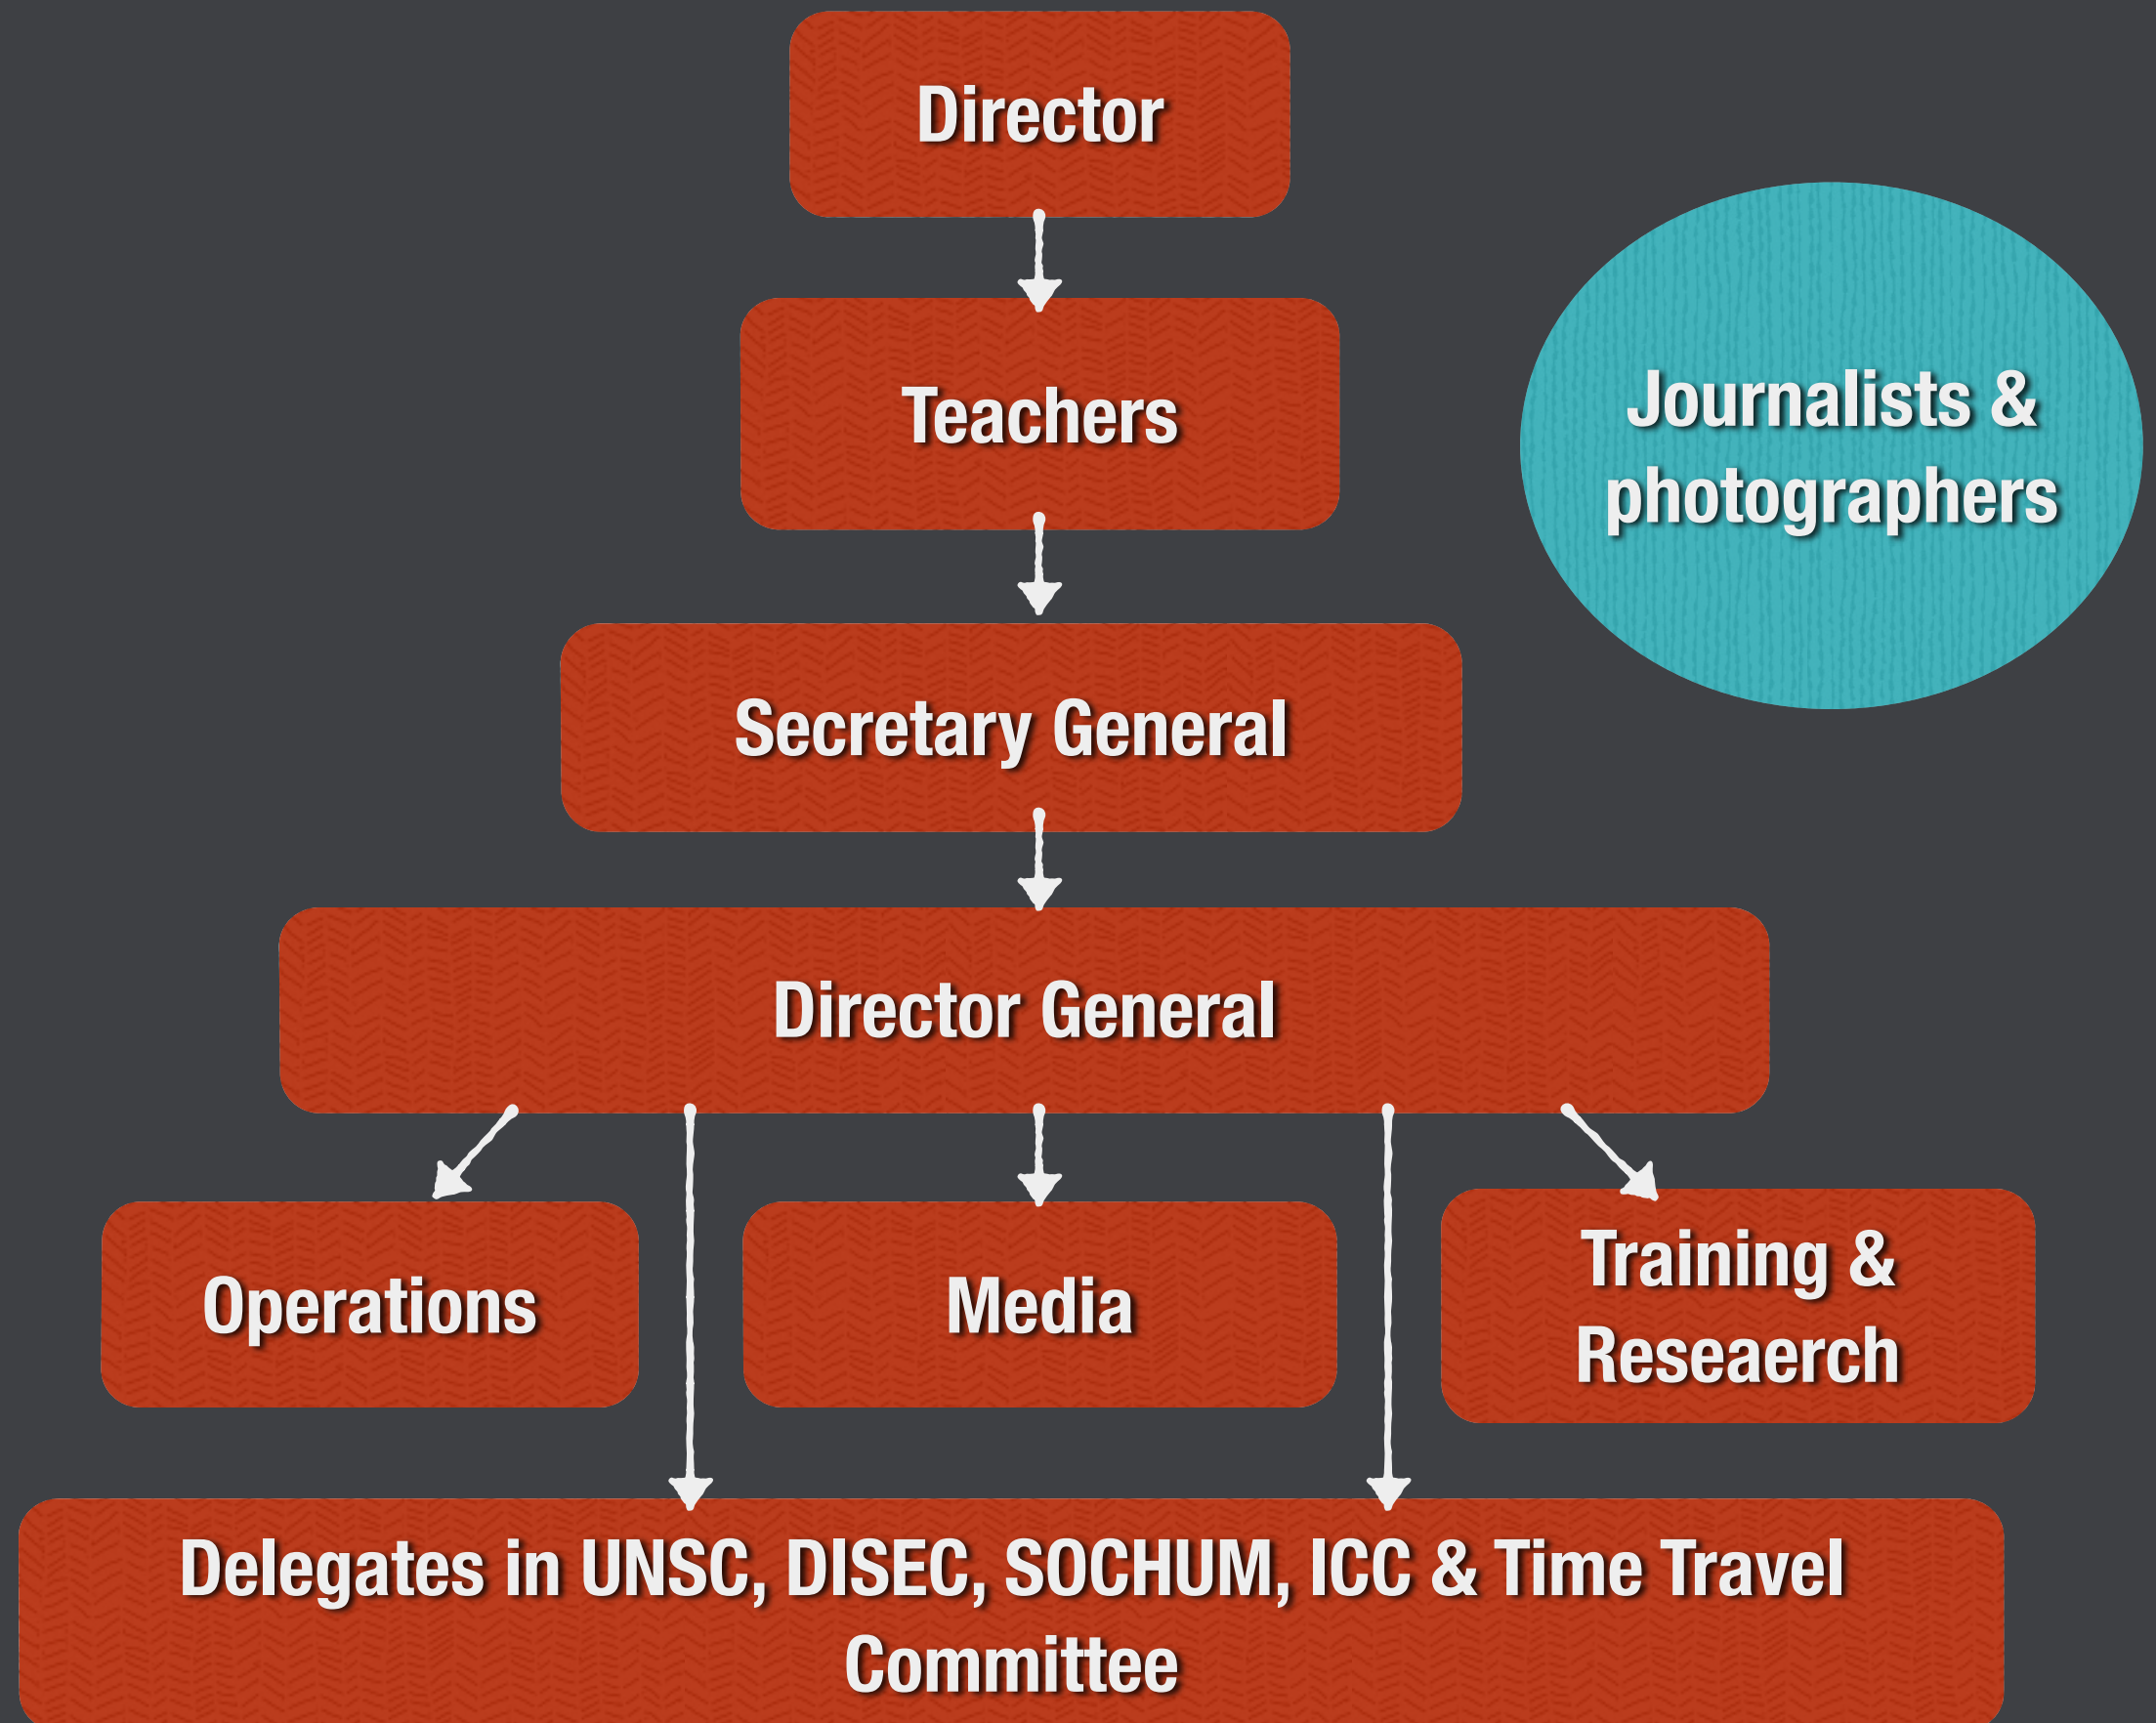 Director
Teachers
Journalists &
photographers
Secretary General
Director General
Operations
Media
Training &
Reseaerch
Delegates in UNSC, DISEC, SOCHUM, ICC & Time Travel
Committee